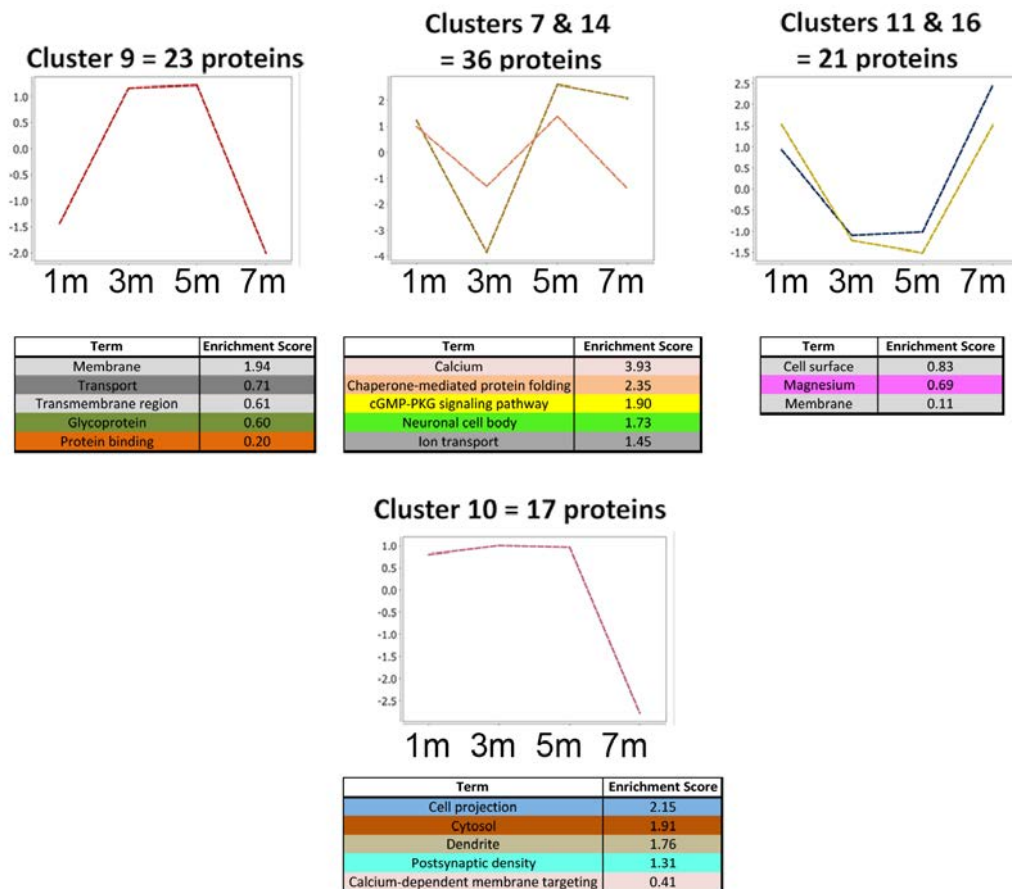 Cluster 9 = 23 proteins
1.0
0.5
0.0
-0.5
-1.0
-1.5
-2.0
1m 3m 5m 7m
Term Enrichment Score
Membrane 1.94
Transport 0.71
Transmembrane region 0.61
Glycoprotein 0.60
Protein binding 0.20
Clusters 7 & 14
= 36 proteins
2
1
0
-1
-2
-3
-4
1m 3m 5m 7m
Term Enrichment Score
Calcium 3.93
Chaperone-mediated protein folding 2.35
cGMP-PKG signaling pathway 1.90
Neuronal cell body 1.73
Ion transport 1.45
Clusters 11 & 16
= 21 proteins
2.5
2.0
1.5
1.0
0.5
0.0
-0.5
-1.0
-1.5
1m 3m 5m 7m
Term Enrichment Score
Cell surface 0.83
Magnesium 0.69
Membrane 0.11
Cluster 10 = 17 proteins
1.0
0.5
0.0
-0.5
-1.0
-1.5
-2.0
-2.5
1m 3m 5m 7m
Term Enrichment Score
Cell projection 2.15
Cytosol 1.91
Dendrite 1.76
Postsynaptic density 1.31
Calcium-dependent membrane targeting 0.41